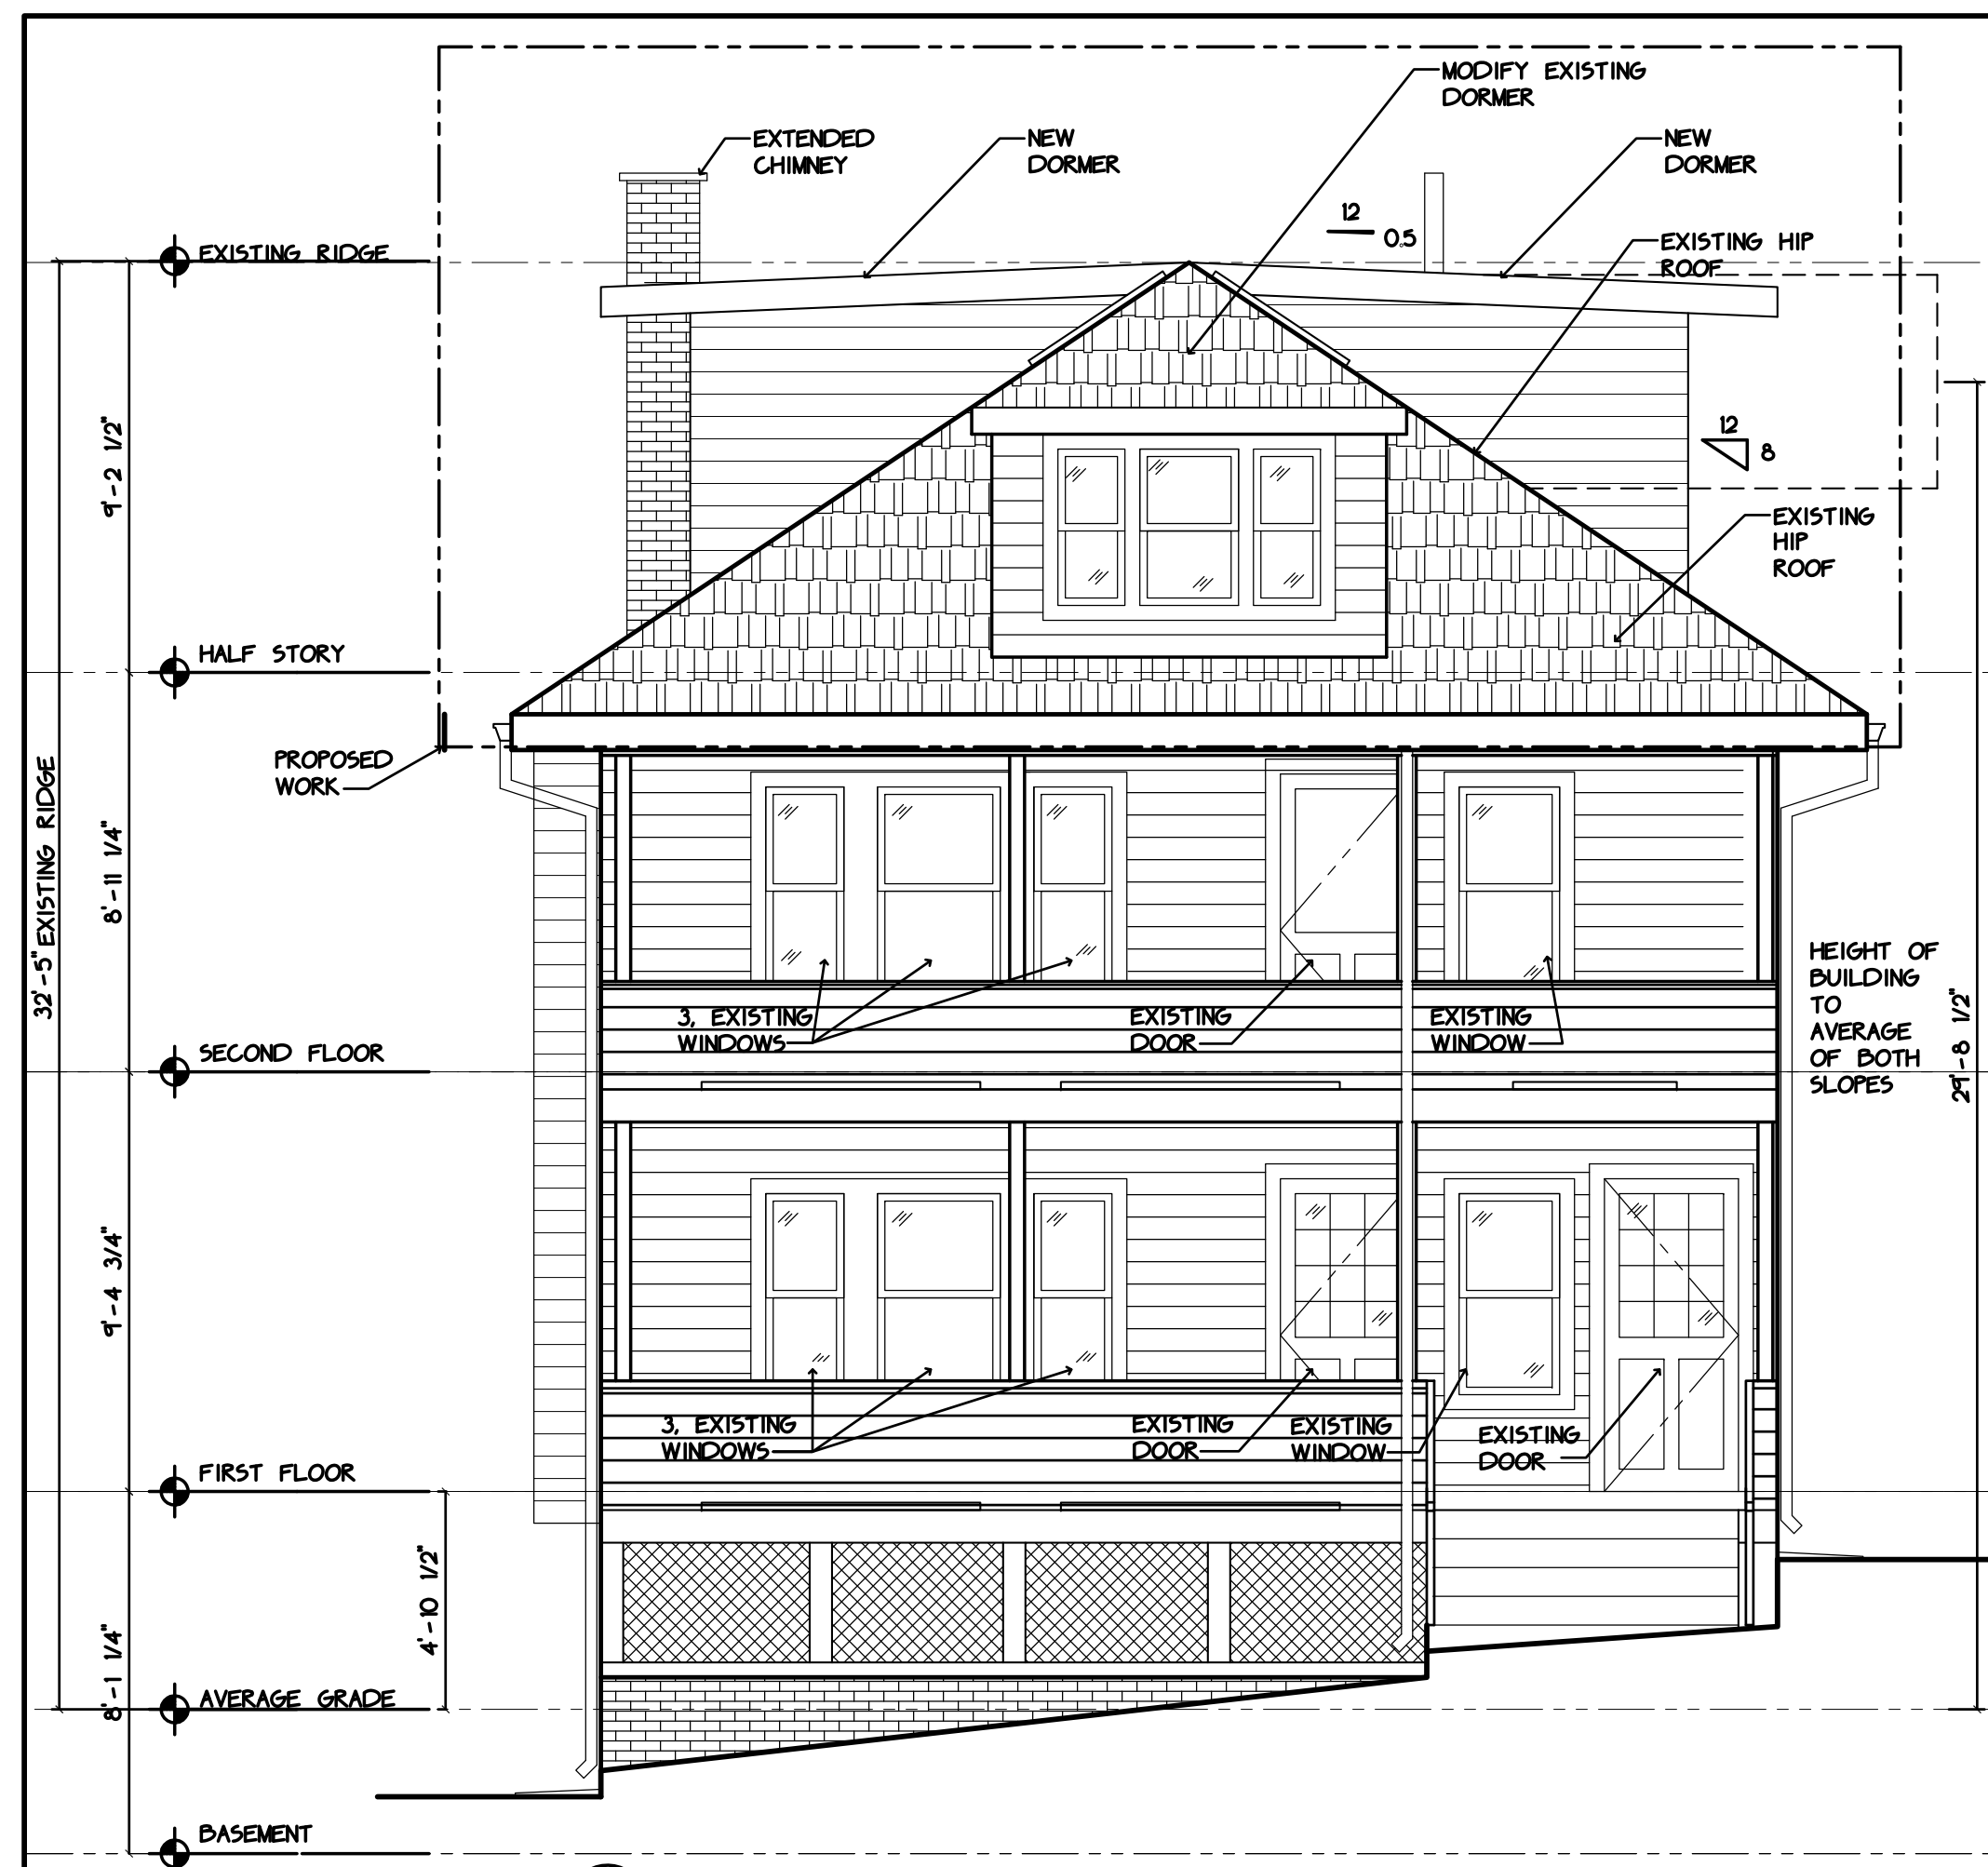 MODIFY EXISTING
DORMER
EXTENDED
CHIMNEY
NEW
DORMER
NEW
DORMER
12
0.5
EXISTING HIP
ROOF
EXISTING RIDGE
9'-2 1/2"
12
8
EXISTING
HIP
ROOF
HALF STORY
PROPOSED
WORK
32'-5" EXISTING RIDGE
8'-11 1/4"
HEIGHT OF
BUILDING
TO
AVERAGE
OF BOTH
SLOPES
29'-8 1/2"
3, EXISTING
WINDOWS
EXISTING
DOOR
EXISTING
WINDOW
SECOND FLOOR
9'-4 3/4"
3, EXISTING
WINDOWS
EXISTING
DOOR
EXISTING
WINDOW
EXISTING
DOOR
FIRST FLOOR
4'-10 1/2"
8'-1 1/4"
AVERAGE GRADE
BASEMENT